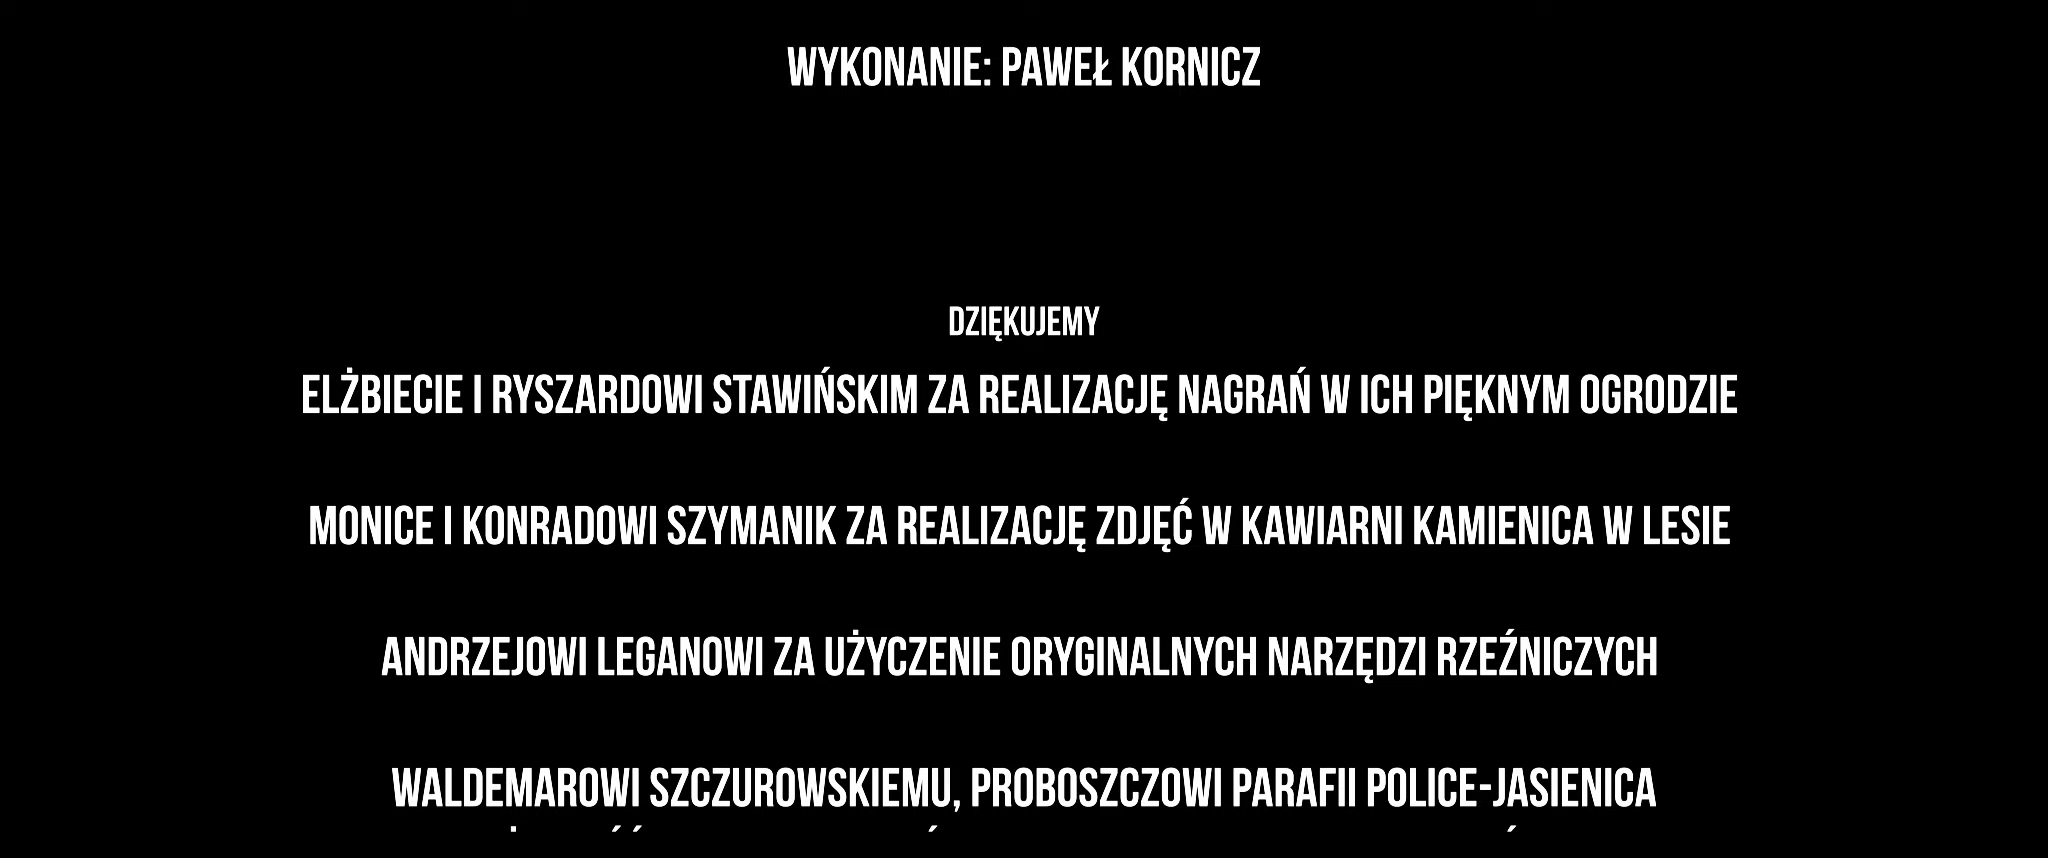 WYKONANIE: PAWEŁ KORNICZ
DZIĘKUJEMY
ELŻBIECIE I RYSZARDOWI STAWIŃSKIM ZA REALIZACJĘ NAGRAŃ W ICH PIĘKNYM OGRODZIE
MONICE I KONRADOWI SZYMANIK ZA REALIZACJĘ ZDJĘĆ W KAWIARNI KAMIENICA W LESIE
ANDRZEJOWI LEGANOWI ZA UŻYCZENIE ORYGINALNYCH NARZĘDZI RZEŹNICZYCH
WALDEMAROWI SZCZUROWSKIEMU, PROBOSZCZOWI PARAFII POLICE-JASIENICA